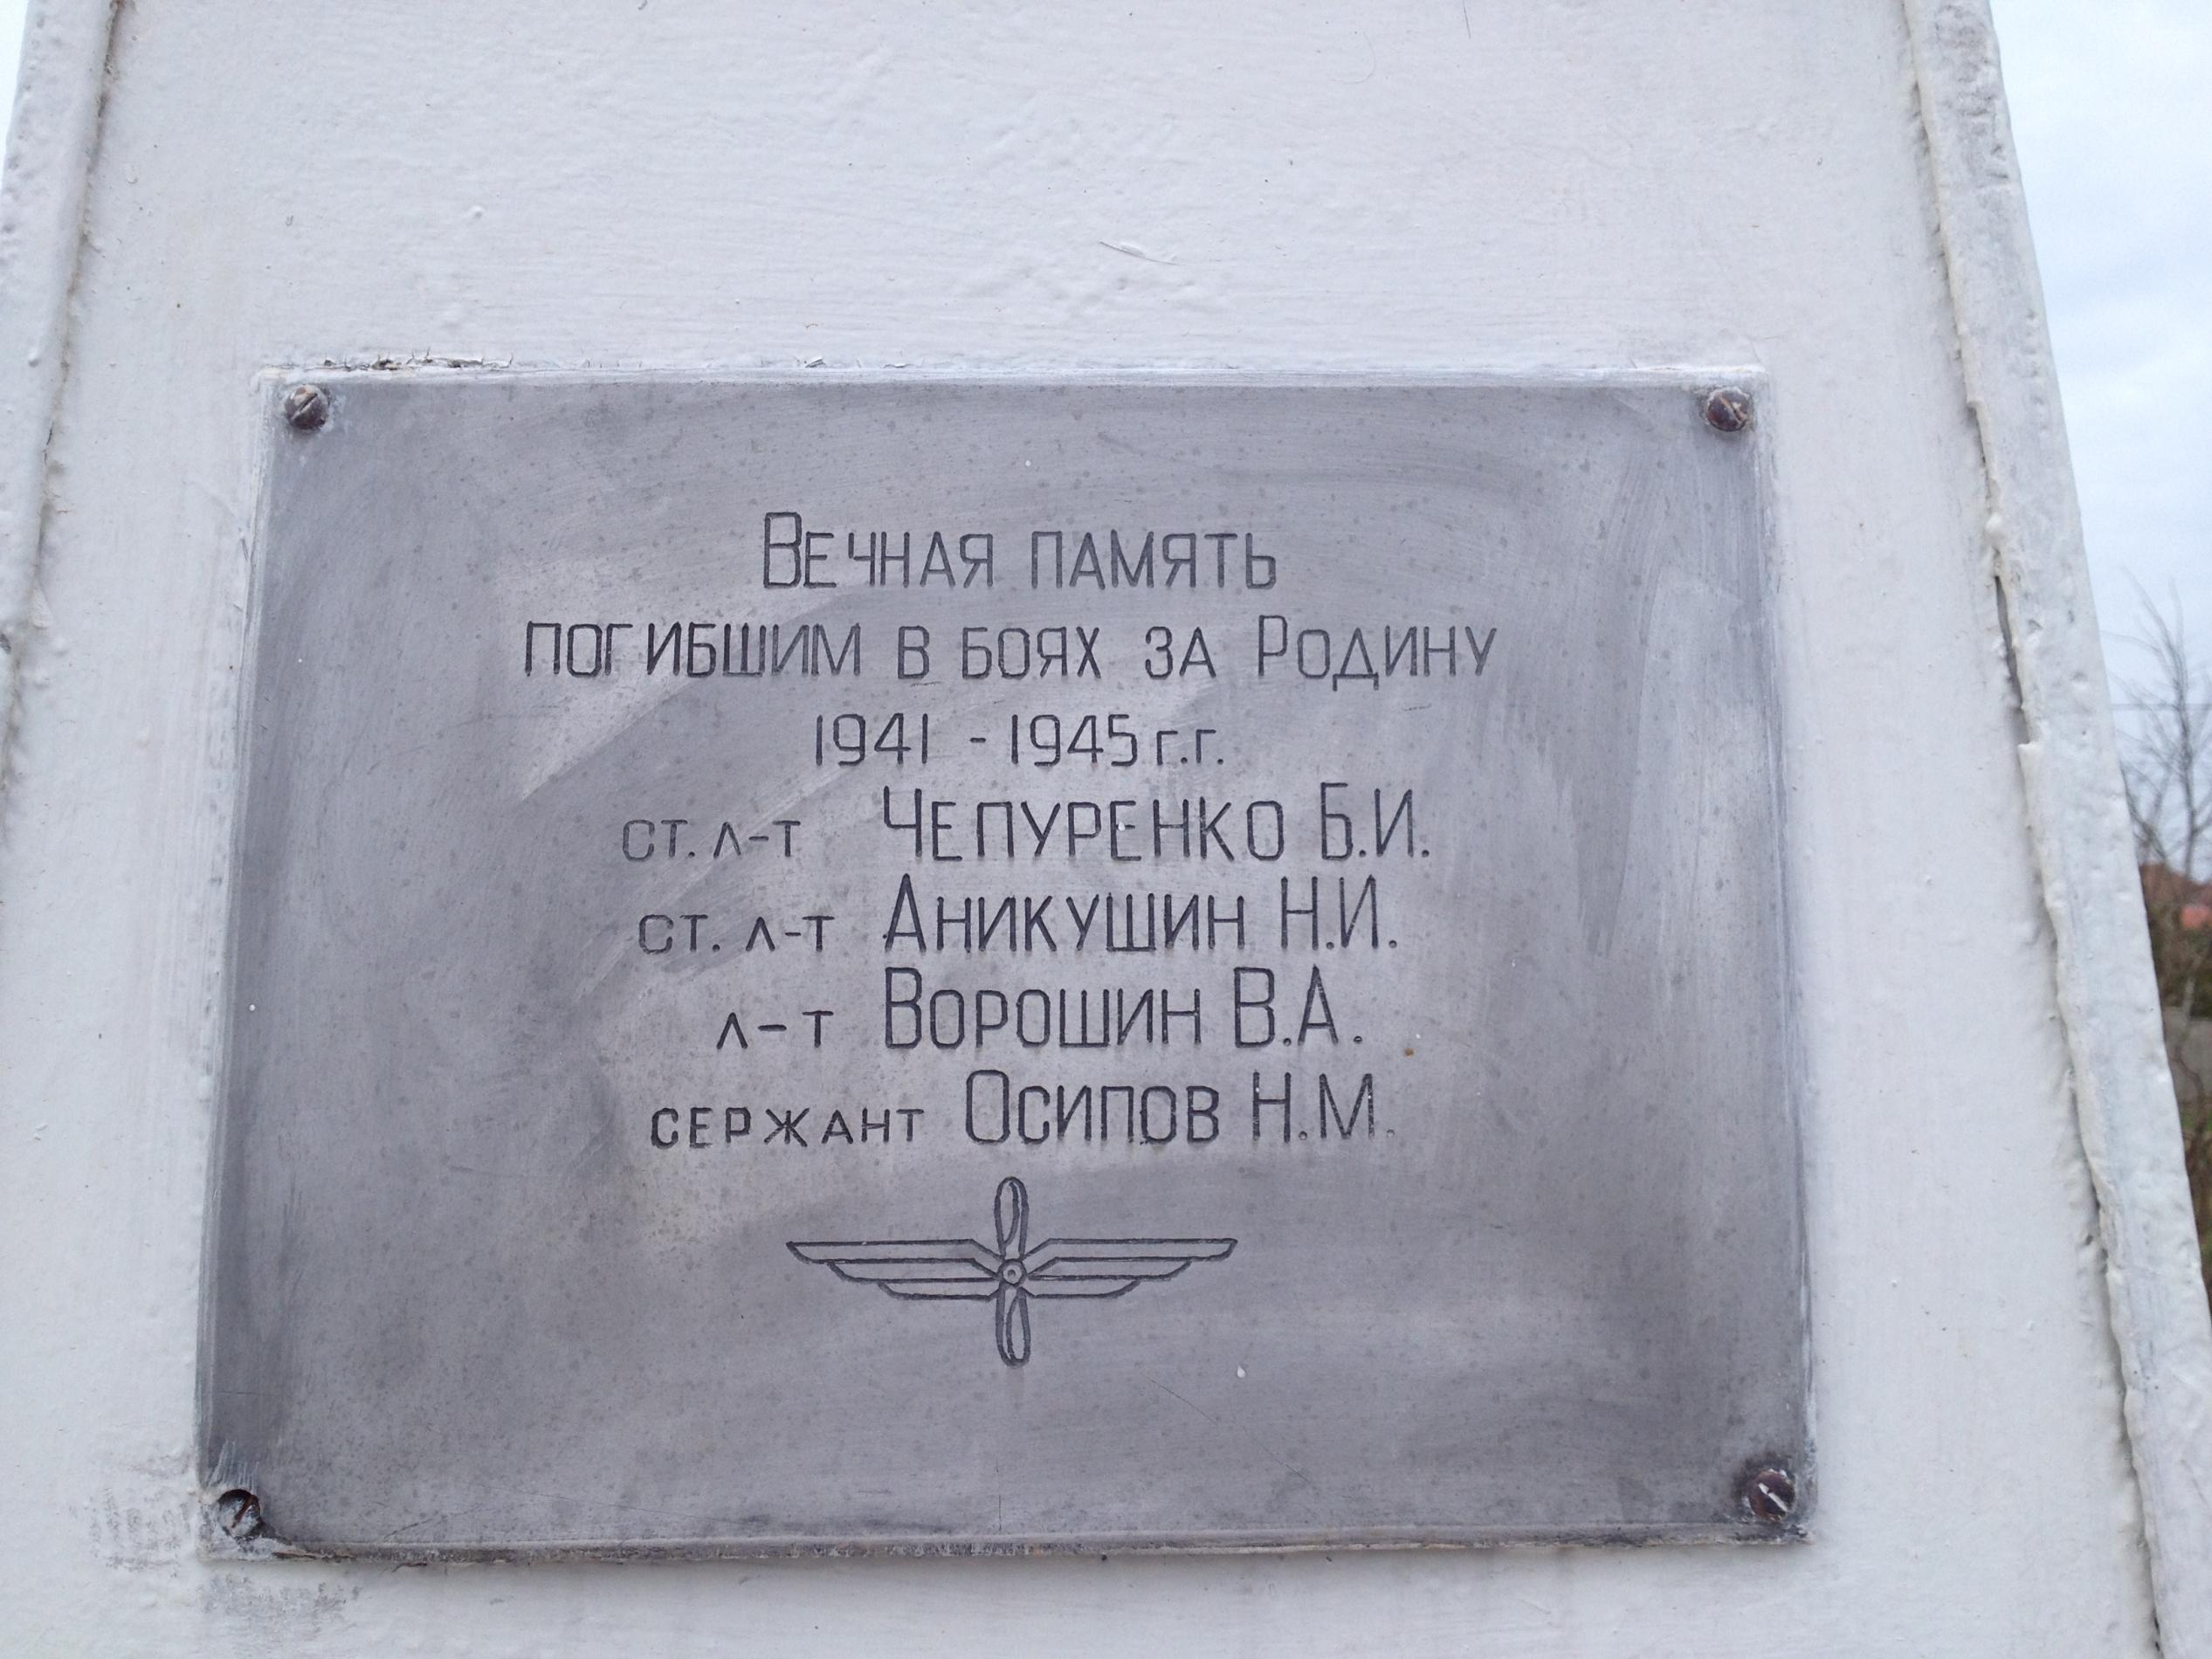 Вечная память
погибшим в боях за Родину
1941 - 1945 г.г.
ст. л-т Чепуренко Б.И.
ст. л-т Аникушин Н.И.
л-т Ворошин В.А.
сержант Осипов Н.М.